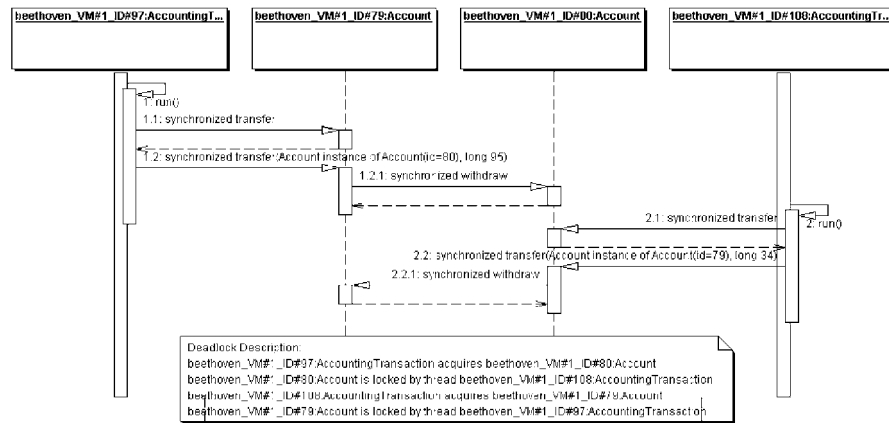 beethoven_VM#1_ID#97:AccountingT...
beethoven_VM#1_ID#79:Account
beethoven_VM#1_ID#80:Account
beethoven_VM#1_ID#108:AccountingTr...
1: run()
1.1: synchronized transfer
1.2: synchronized transfer(Account instance of Account(id=80), long 95)
1.2.1: synchronized withdraw
2.1: synchronized transfer
2: run()
2.2: synchronized transfer(Account instance of Account(id=79), long 34)
2.2.1: synchronized withdraw
Deadlock Description:
beethoven_VM#1_ID#97:AccountingTransaction acquires beethoven_VM#1_ID#80:Account
beethoven_VM#1_ID#80:Account is locked by thread beethoven_VM#1_ID#108:AccountingTransaction
beethoven_VM#1_ID#108:AccountingTransaction acquires beethoven_VM#1_ID#79:Account
beethoven_VM#1_ID#79:Account is locked by thread beethoven_VM#1_ID#97:AccountingTransaction